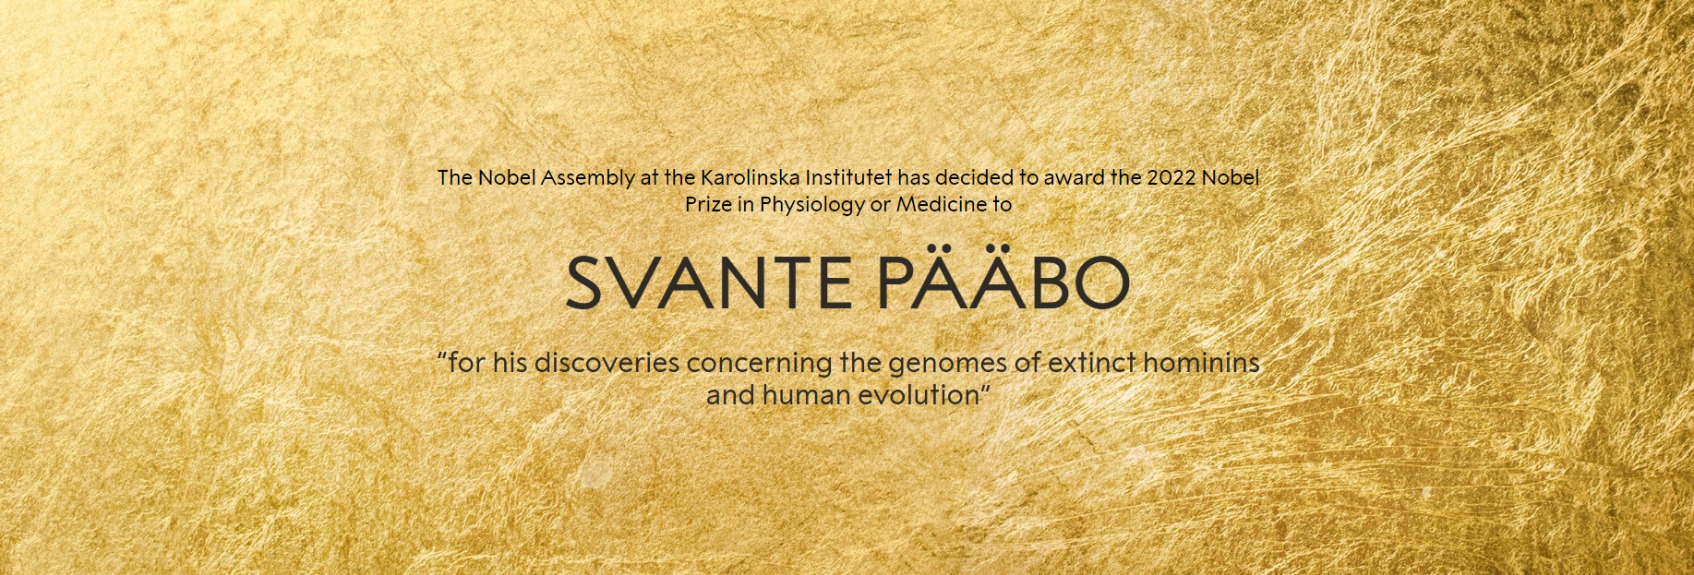 The Nobel Assembly at the Karolinska Institutet has decided to award the 2022 Nobel
Prize in Physiology or Medicine to
SVANTE PÄÄBO
“for his discoveries concerning the genomes of extinct hominins
and human evolution”